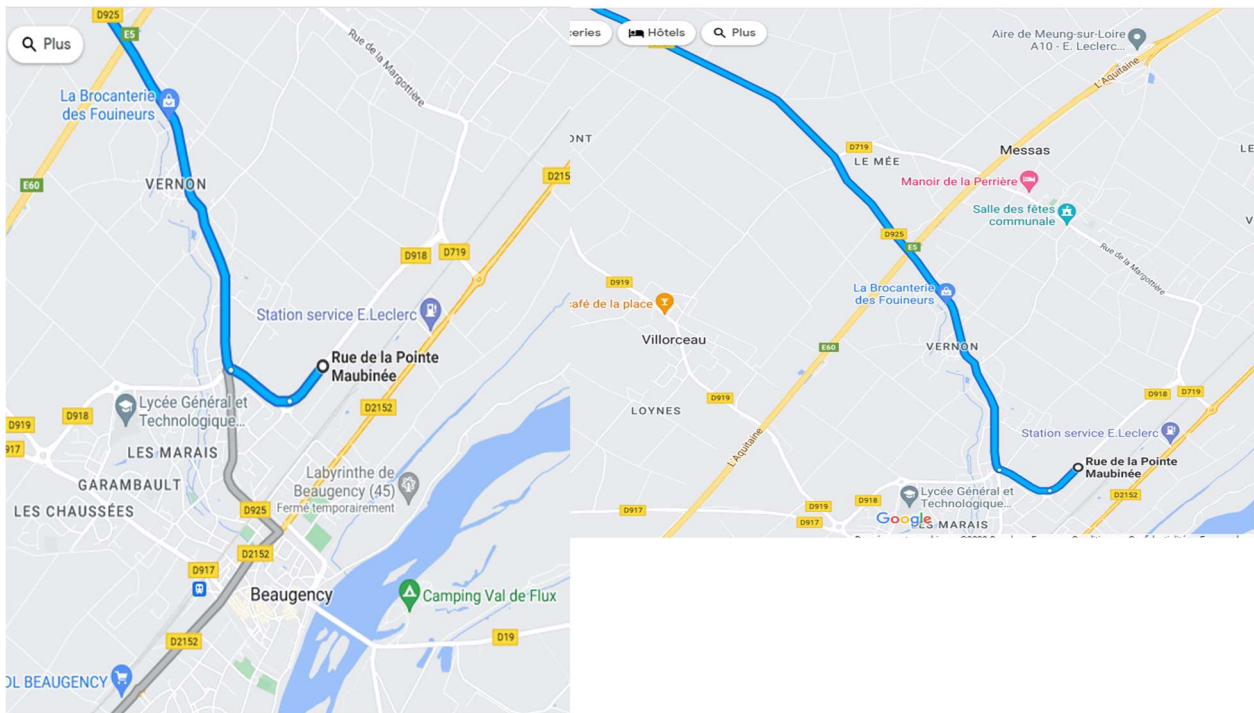 D925
E5
Plus
Rue de la Margottière
La Brocanterie
des Fouineurs
VERNON
E60
D918
D719
Station service E.Leclerc
Rue de la Pointe
Maubinée
D919
D918
Lycée Général et
Technologique...
D2152
LES MARAIS
GARAMBAULT
LES CHAUSSÉES
Labyrinthe de
Beaugency (45)
Fermé temporairement
D925
D2152
D917
Beaugency
Camping Val de Flux
D2152
D19
BEAUGENCY
Hôtels
Plus
Aire de Meung-sur-Loire
A10 - E. Leclerc...
L'Aquitaine
D719
LE MÉE
Messas
Manoir de la Perrière
Salle des fêtes
communale
D925
E5
Rue de la Margottière
D919
café de la place
La Brocanterie
des Fouineurs
Villorceau
E60
VERNON
D919
LOYNES
D918
D719
Station service E.Leclerc
L'Aquitaine
Rue de la Pointe
Maubinée
D2152
D918
Lycée Général et
Technologique...
D917
D917
Google
LES MARAIS